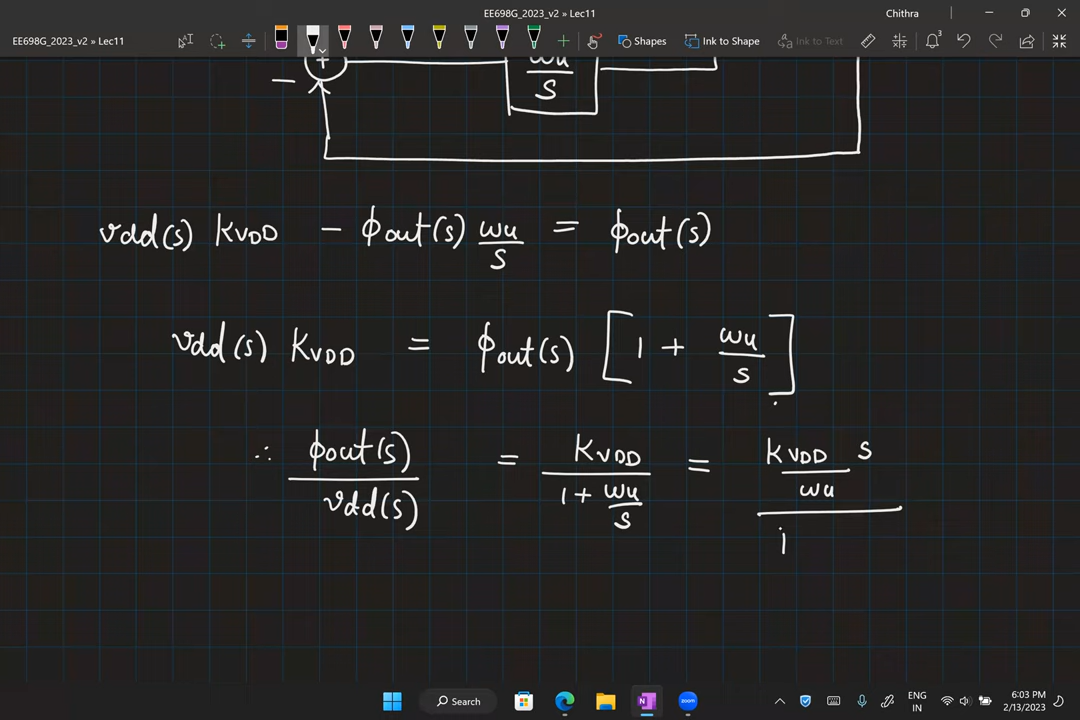 EE698G_2023_v2 » Lec11
Chithra
EE698G_2023_v2 » Lec11
Shapes
Ink to Shape
Ink to Text
3
+
−
ωu/s
vdd(s) KVDD − ϕout(s) ωu/s = ϕout(s)
vdd(s) KVDD = ϕout(s) [1 + ωu/s]
∴ ϕout(s)/vdd(s) = KVDD/(1 + ωu/s) = (KVDD/ωu s)/1
Search
zoom
ENG
IN
6:03 PM
2/13/2023